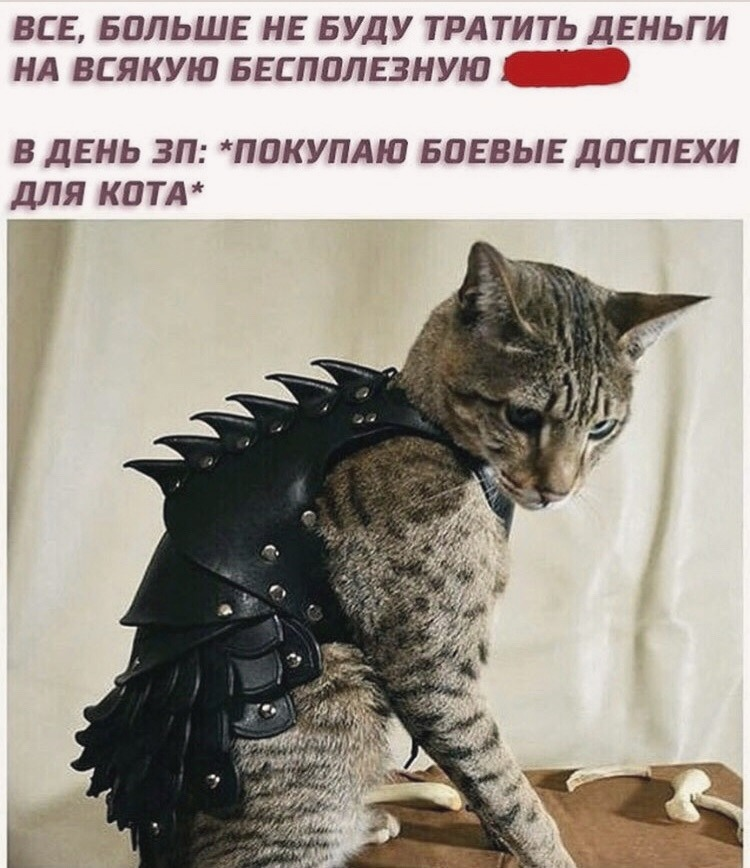 ВСЕ, БОЛЬШЕ НЕ БУДУ ТРАТИТЬ ДЕНЬГИ
НА ВСЯКУЮ БЕСПОЛЕЗНУЮ
В ДЕНЬ ЗП: *ПОКУПАЮ БОЕВЫЕ ДОСПЕХИ
ДЛЯ КОТА*